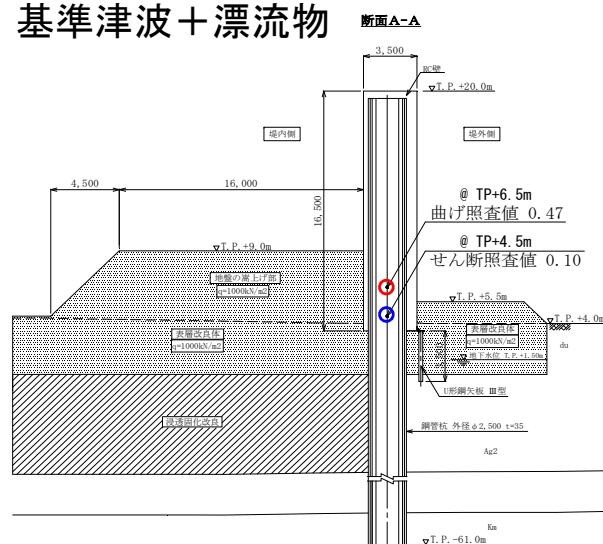 基準津波＋漂流物
断面A-A
3,500
RC壁
▽T.P.+20.0m
堤内側
堤外側
4,500
16,000
16,500
@ TP+6.5m
曲げ照査値 0.47
@ TP+4.5m
せん断照査値 0.10
▽T.P.+9.0m
地盤の嵩上げ部
q=1000kN/m2
▽T.P.+5.5m
▽T.P.+4.0m
表層改良体
q=1000kN/m2
表層改良体
q=1000kN/m2
du
地下水位 T.P.+1.50m
U形鋼矢板 Ⅲ型
浸透固化改良
鋼管杭 外径φ2,500 t=35
Ag2
Km
▽T.P.-61.0m